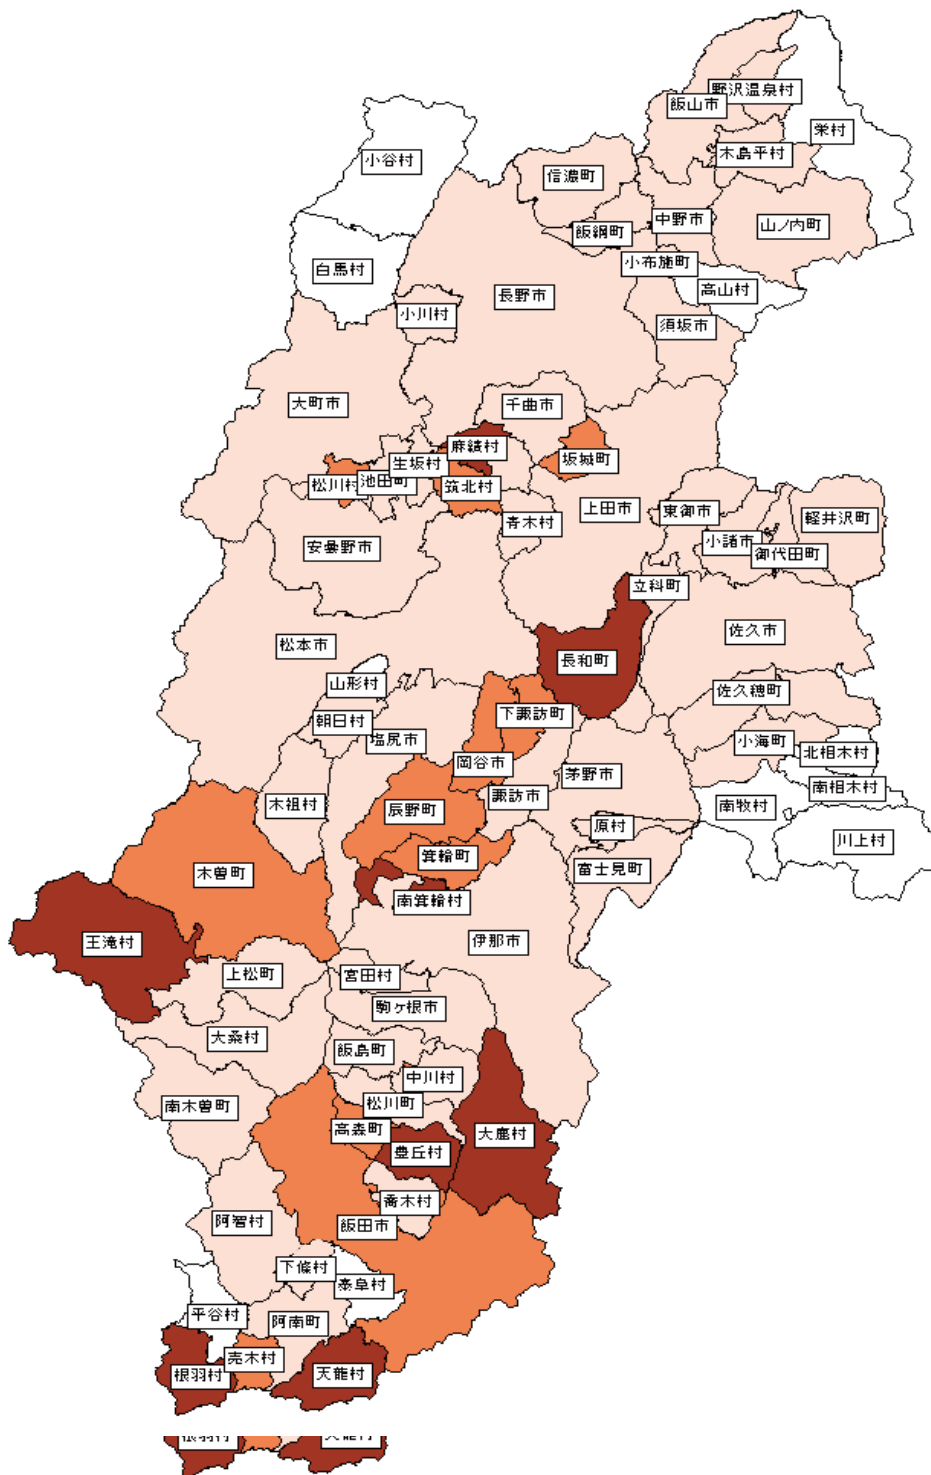 野沢温泉村
飯山市
栄村
木島平村
小谷村
信濃町
中野市
山ノ内町
飯綱町
小布施町
白馬村
高山村
長野市
小川村
須坂市
大町市
千曲市
麻績村
坂城町
生坂村
松川村
池田町
筑北村
上田市
東御市
軽井沢町
青木村
小諸市
安曇野市
御代田町
立科町
佐久市
松本市
長和町
山形村
佐久穂町
下諏訪町
朝日村
塩尻市
小海町
北相木村
岡谷市
茅野市
南相木村
木祖村
諏訪市
南牧村
辰野町
原村
川上村
箕輪町
富士見町
木曽町
南箕輪村
王滝村
伊那市
上松町
宮田村
駒ヶ根市
大桑村
飯島町
中川村
南木曽町
松川町
高森町
大鹿村
豊丘村
喬木村
阿智村
飯田市
下條村
泰阜村
平谷村
阿南町
売木村
根羽村
天龍村
根羽村
天龍村